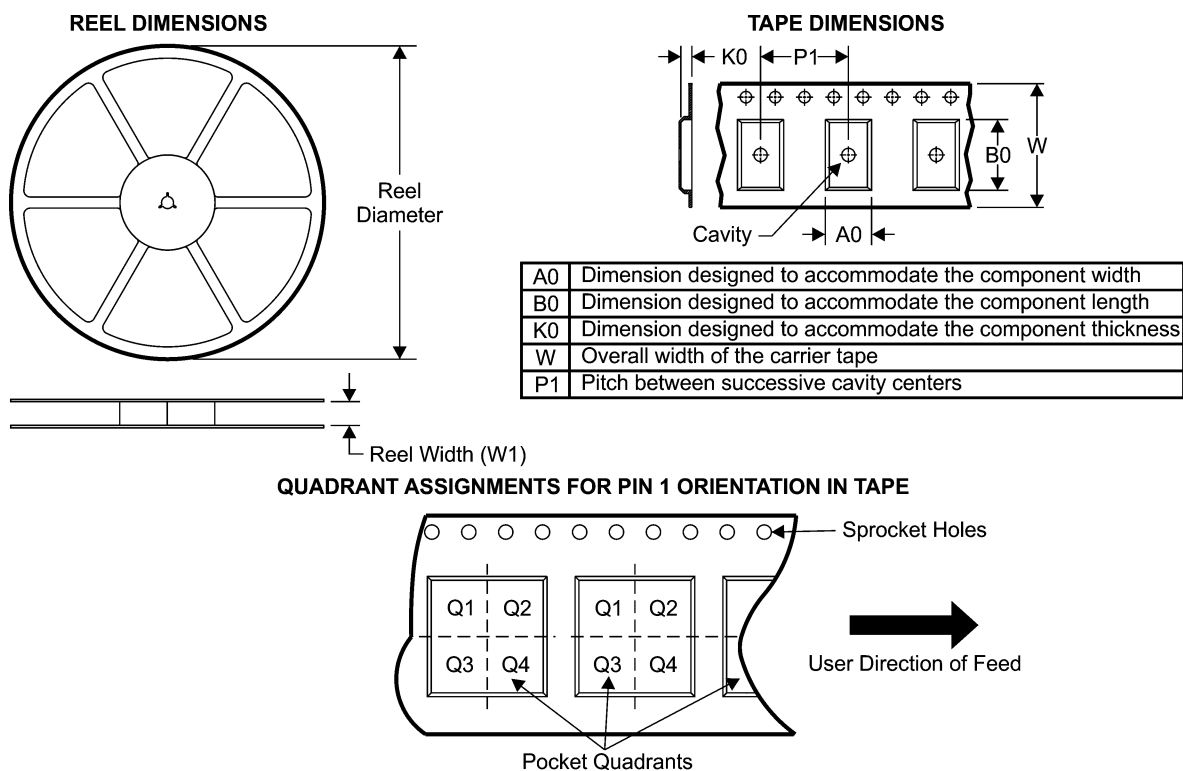 REEL DIMENSIONS
TAPE DIMENSIONS
K0
P1
B0
W
Reel
Diameter
Cavity
A0
A0 Dimension designed to accommodate the component width
B0 Dimension designed to accommodate the component length
K0 Dimension designed to accommodate the component thickness
W Overall width of the carrier tape
P1 Pitch between successive cavity centers
Reel Width (W1)
QUADRANT ASSIGNMENTS FOR PIN 1 ORIENTATION IN TAPE
Sprocket Holes
Q1 Q2 Q1 Q2
Q3 Q4 Q3 Q4
User Direction of Feed
Pocket Quadrants